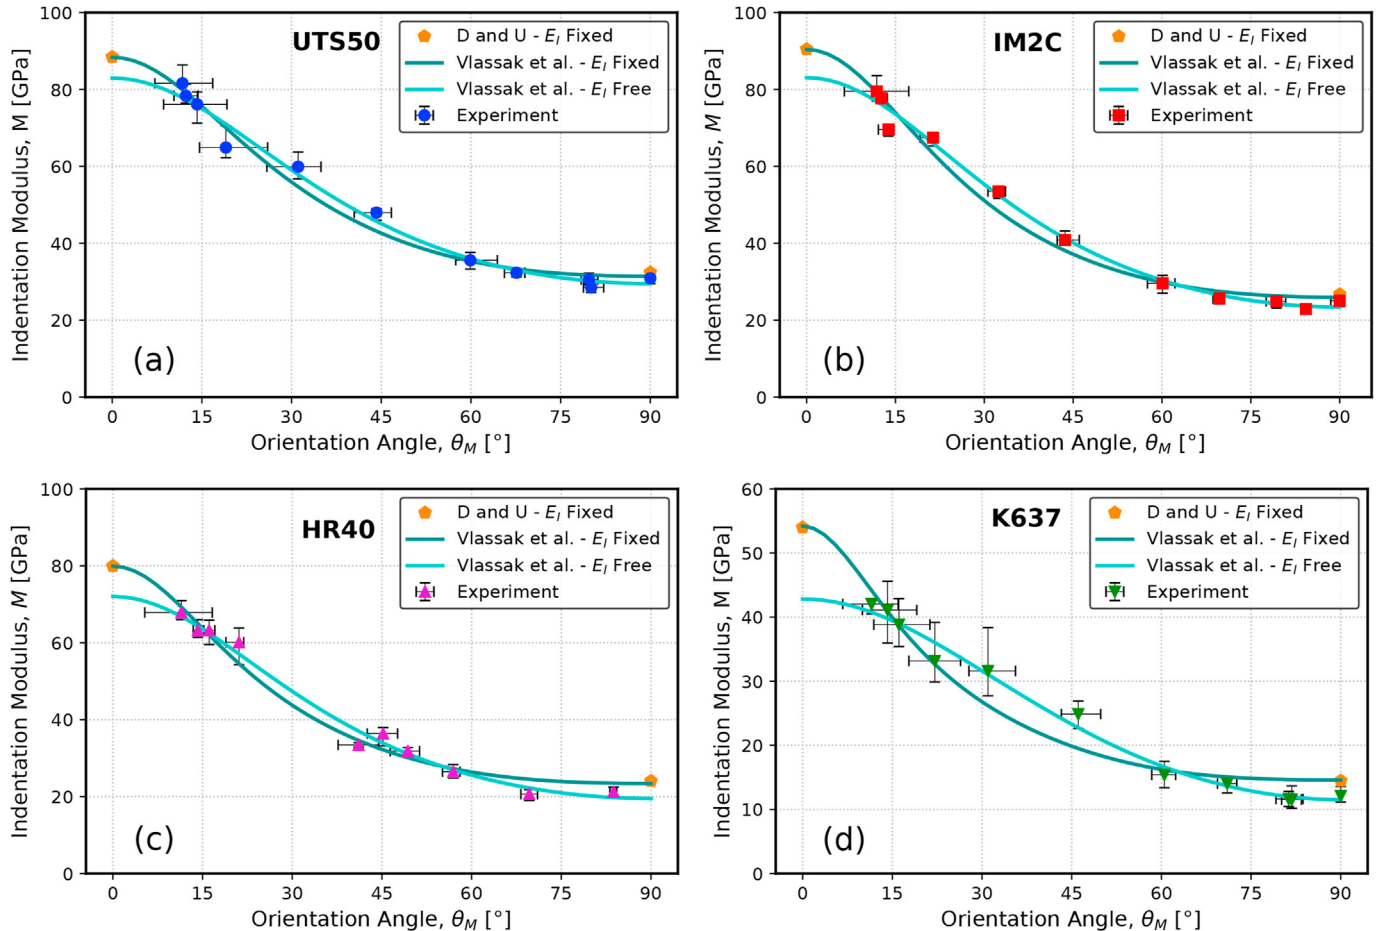 UTS50
D and U - E_I Fixed
Vlassak et al. - E_I Fixed
Vlassak et al. - E_I Free
Experiment
Indentation Modulus, M [GPa]
100
80
60
40
20
0
(a)
0 15 30 45 60 75 90
Orientation Angle, θ_M [°]
IM2C
D and U - E_I Fixed
Vlassak et al. - E_I Fixed
Vlassak et al. - E_I Free
Experiment
Indentation Modulus, M [GPa]
100
80
60
40
20
0
(b)
0 15 30 45 60 75 90
Orientation Angle, θ_M [°]
HR40
D and U - E_I Fixed
Vlassak et al. - E_I Fixed
Vlassak et al. - E_I Free
Experiment
Indentation Modulus, M [GPa]
100
80
60
40
20
0
(c)
0 15 30 45 60 75 90
Orientation Angle, θ_M [°]
K637
D and U - E_I Fixed
Vlassak et al. - E_I Fixed
Vlassak et al. - E_I Free
Experiment
Indentation Modulus, M [GPa]
60
50
40
30
20
10
0
(d)
0 15 30 45 60 75 90
Orientation Angle, θ_M [°]